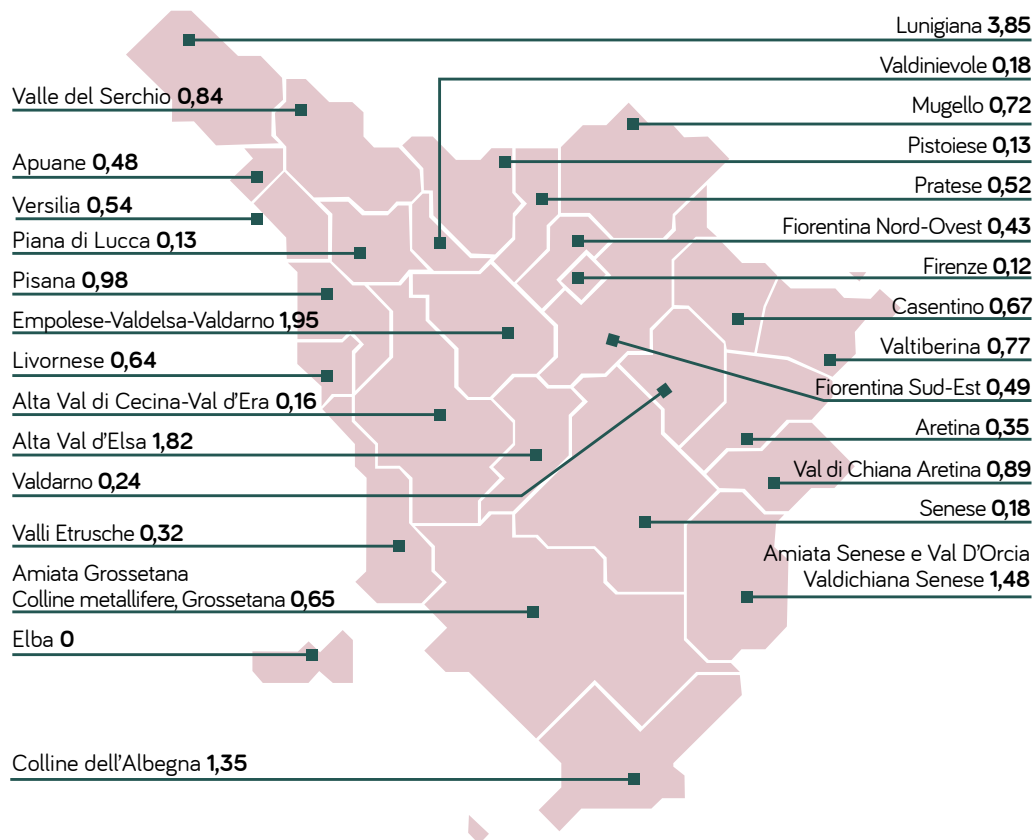 Lunigiana 3,85
Valdinievole 0,18
Valle del Serchio 0,84
Mugello 0,72
Pistoiese 0,13
Apuane 0,48
Pratese 0,52
Versilia 0,54
Fiorentina Nord-Ovest 0,43
Piana di Lucca 0,13
Firenze 0,12
Pisana 0,98
Casentino 0,67
Empolese-Valdelsa-Valdarno 1,95
Valtiberina 0,77
Livornese 0,64
Fiorentina Sud-Est 0,49
Alta Val di Cecina-Val d'Era 0,16
Aretina 0,35
Alta Val d'Elsa 1,82
Val di Chiana Aretina 0,89
Valdarno 0,24
Senese 0,18
Valli Etrusche 0,32
Amiata Senese e Val D'Orcia
Valdichiana Senese 1,48
Amiata Grossetana
Colline metallifere, Grossetana 0,65
Elba 0
Colline dell'Albegna 1,35